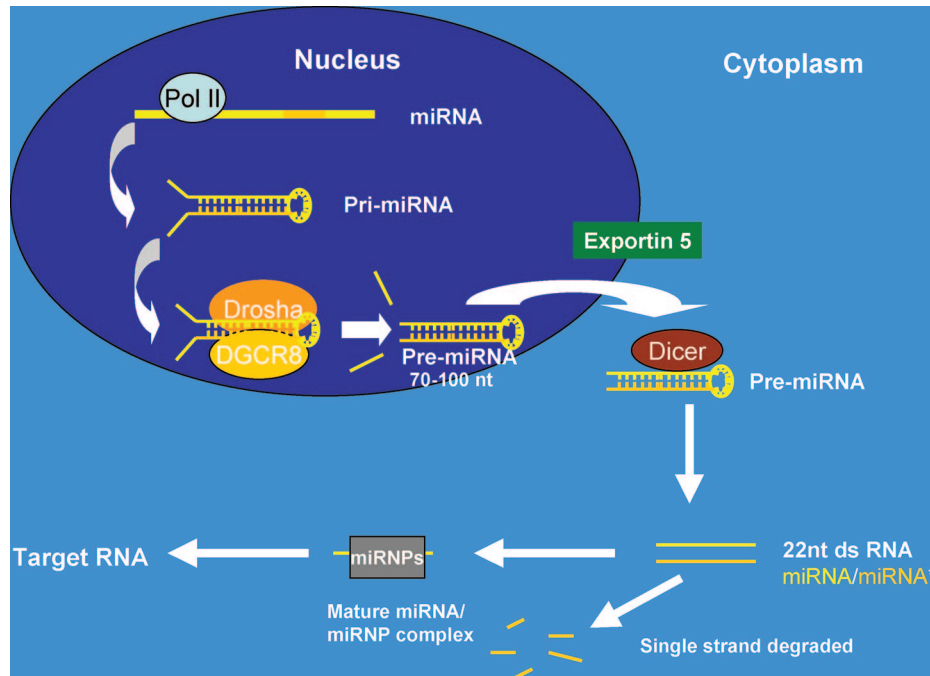 Nucleus
Cytoplasm
Pol II
miRNA
Pri-miRNA
Exportin 5
Drosha
DGCR8
Pre-miRNA
70-100 nt
Dicer
Pre-miRNA
Target RNA
miRNPs
22nt ds RNA
miRNA/miRNA*
Mature miRNA/
miRNP complex
Single strand degraded